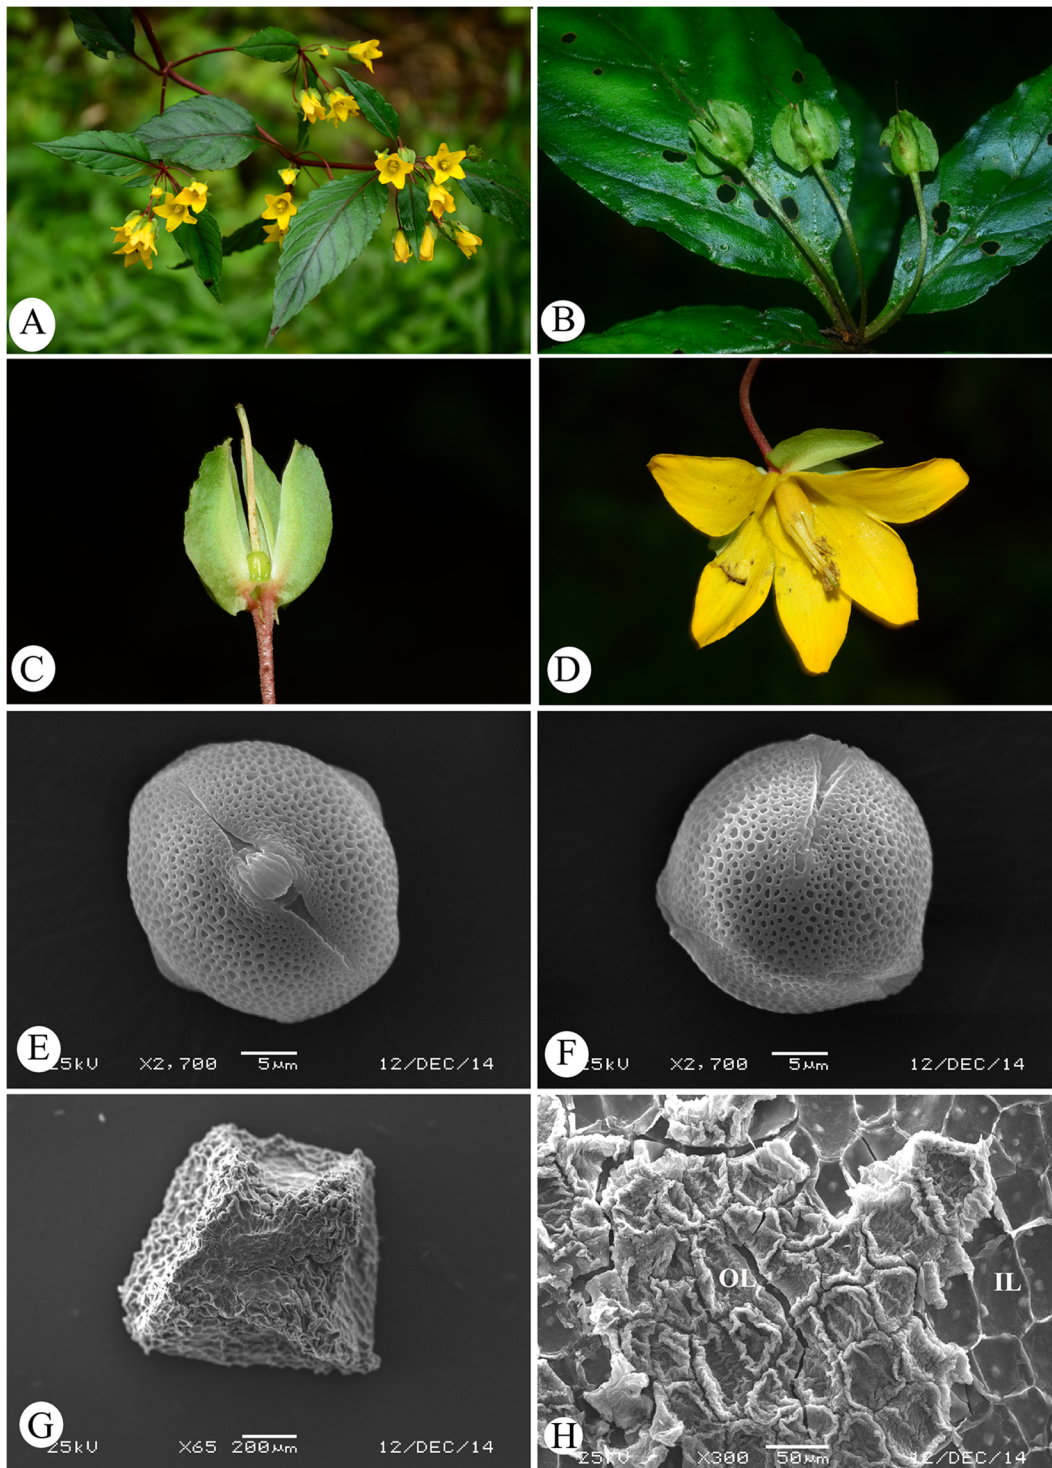 A
B
C
D
E
25kV X2,700 5μm 12/DEC/14
F
25kV X2,700 5μm 12/DEC/14
G
25kV X65 200μm 12/DEC/14
OL
IL
H
25kV X300 50μm 12/DEC/14